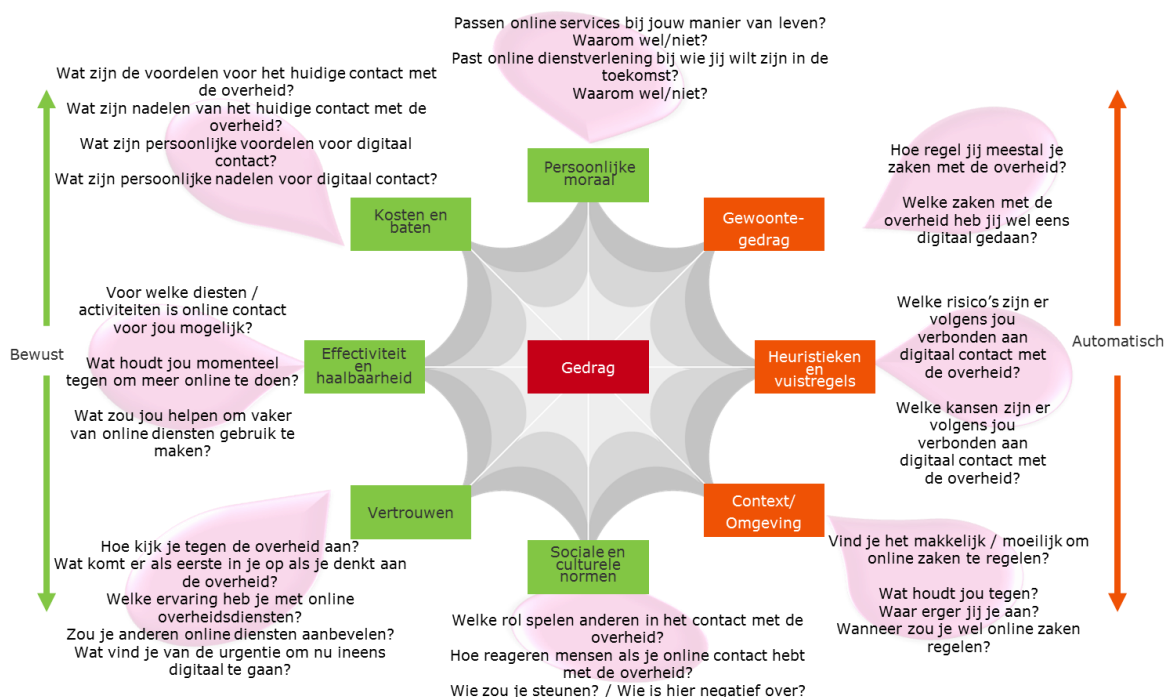 Passen online services bij jouw manier van leven?
Waarom wel/niet?
Past online dienstverlening bij wie jij wilt zijn in de
toekomst?
Waarom wel/niet?
Wat zijn de voordelen voor het huidige contact met
de overheid?
Wat zijn nadelen van het huidige contact met de
overheid?
Wat zijn persoonlijke voordelen voor digitaal
contact?
Wat zijn persoonlijke nadelen voor digitaal contact?
Hoe regel jij meestal je
zaken met de overheid?
Welke zaken met de
overheid heb jij wel eens
digitaal gedaan?
Persoonlijke
moraal
Kosten en
baten
Gewoonte-
gedrag
Voor welke diesten /
activiteiten is online contact
voor jou mogelijk?
Wat houdt jou momenteel
tegen om meer online te doen?
Wat zou jou helpen om vaker
van online diensten gebruik te
maken?
Bewust
Effectiviteit
en
haalbaarheid
Gedrag
Heuristieken
en
vuistregels
Welke risico's zijn er
volgens jou
verbonden aan
digitaal contact met
de overheid?
Welke kansen zijn er
volgens jou
verbonden aan
digitaal contact met
de overheid?
Automatisch
Vertrouwen
Context/
Omgeving
Sociale en
culturele
normen
Hoe kijk je tegen de overheid aan?
Wat komt er als eerste in je op als je denkt aan
de overheid?
Welke ervaring heb je met online
overheidsdiensten?
Zou je anderen online diensten aanbevelen?
Wat vind je van de urgentie om nu ineens
digitaal te gaan?
Welke rol spelen anderen in het contact met de
overheid?
Hoe reageren mensen als je online contact hebt
met de overheid?
Wie zou je steunen? / Wie is hier negatief over?
Vind je het makkelijk / moeilijk om
online zaken te regelen?
Wat houdt jou tegen?
Waar erger jij je aan?
Wanneer zou je wel online zaken
regelen?